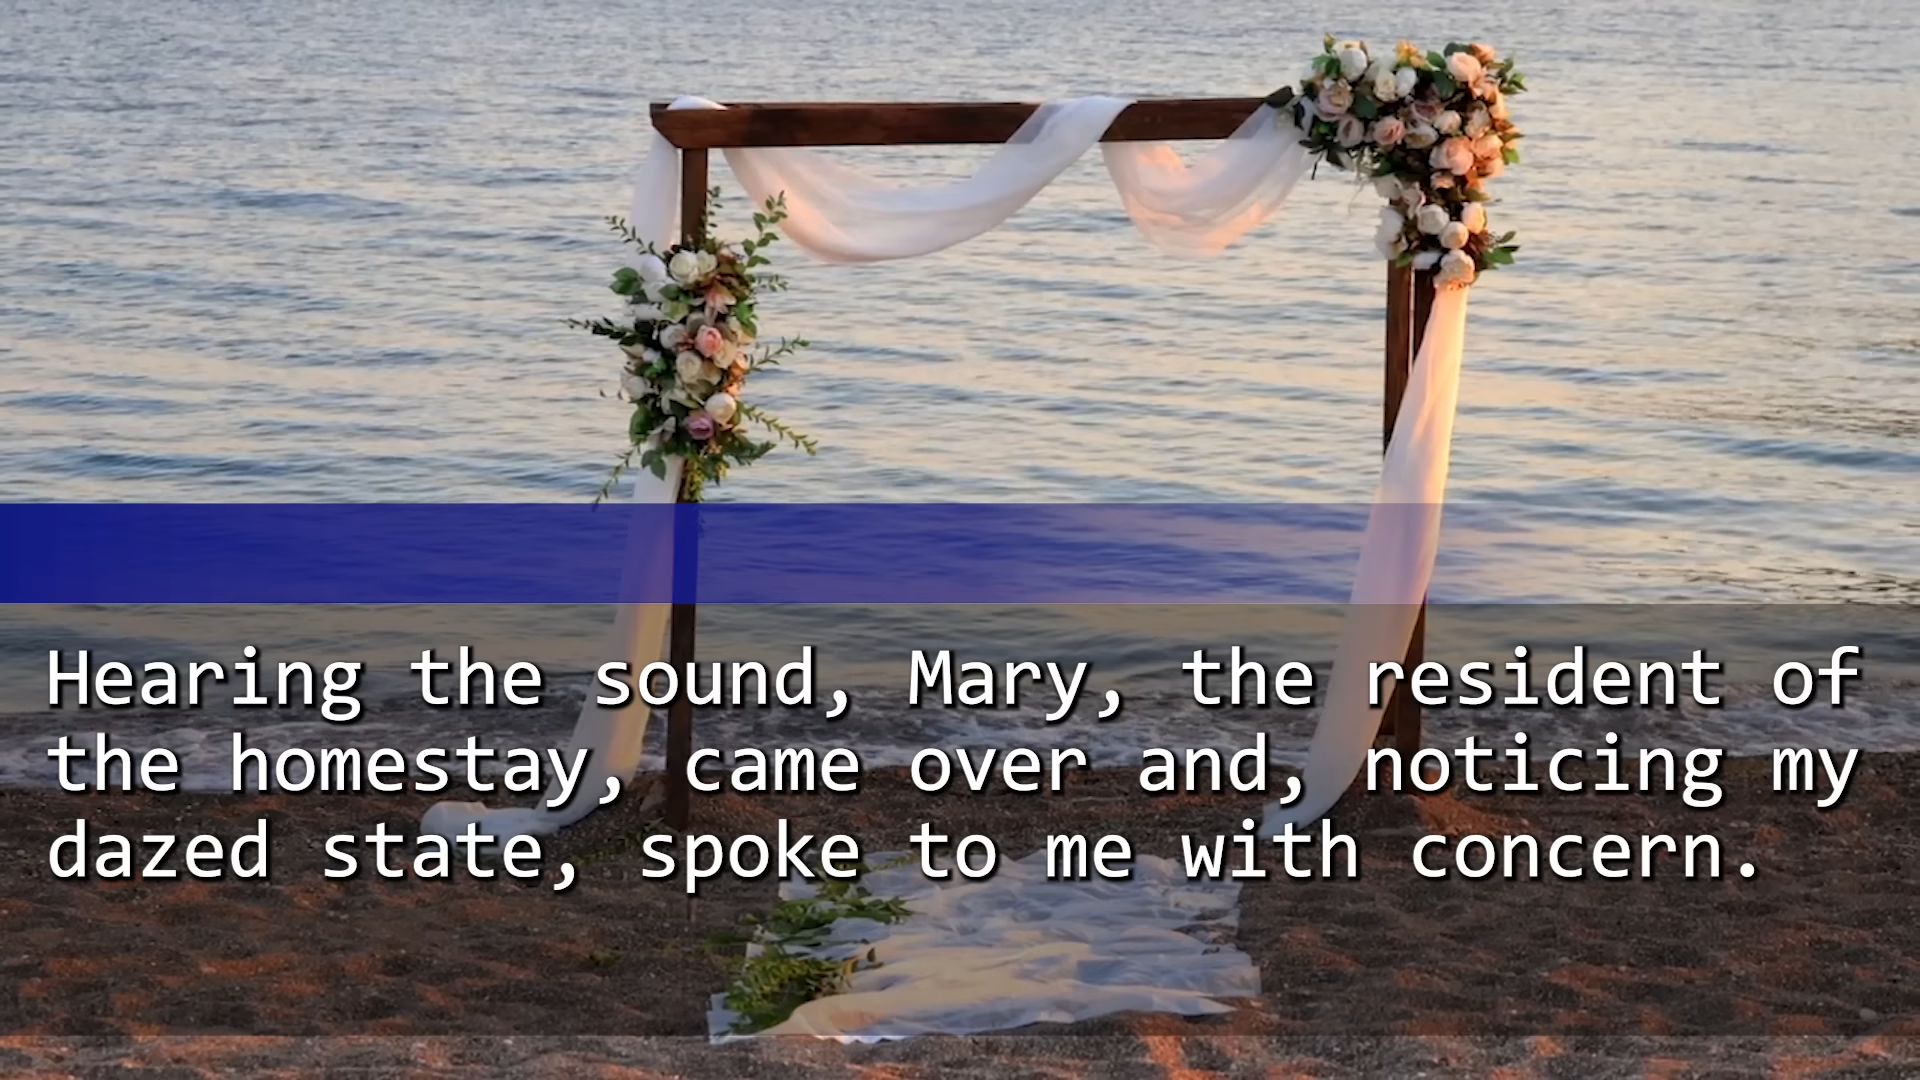 Hearing the sound, Mary, the resident of
the homestay, came over and, noticing my
dazed state, spoke to me with concern.